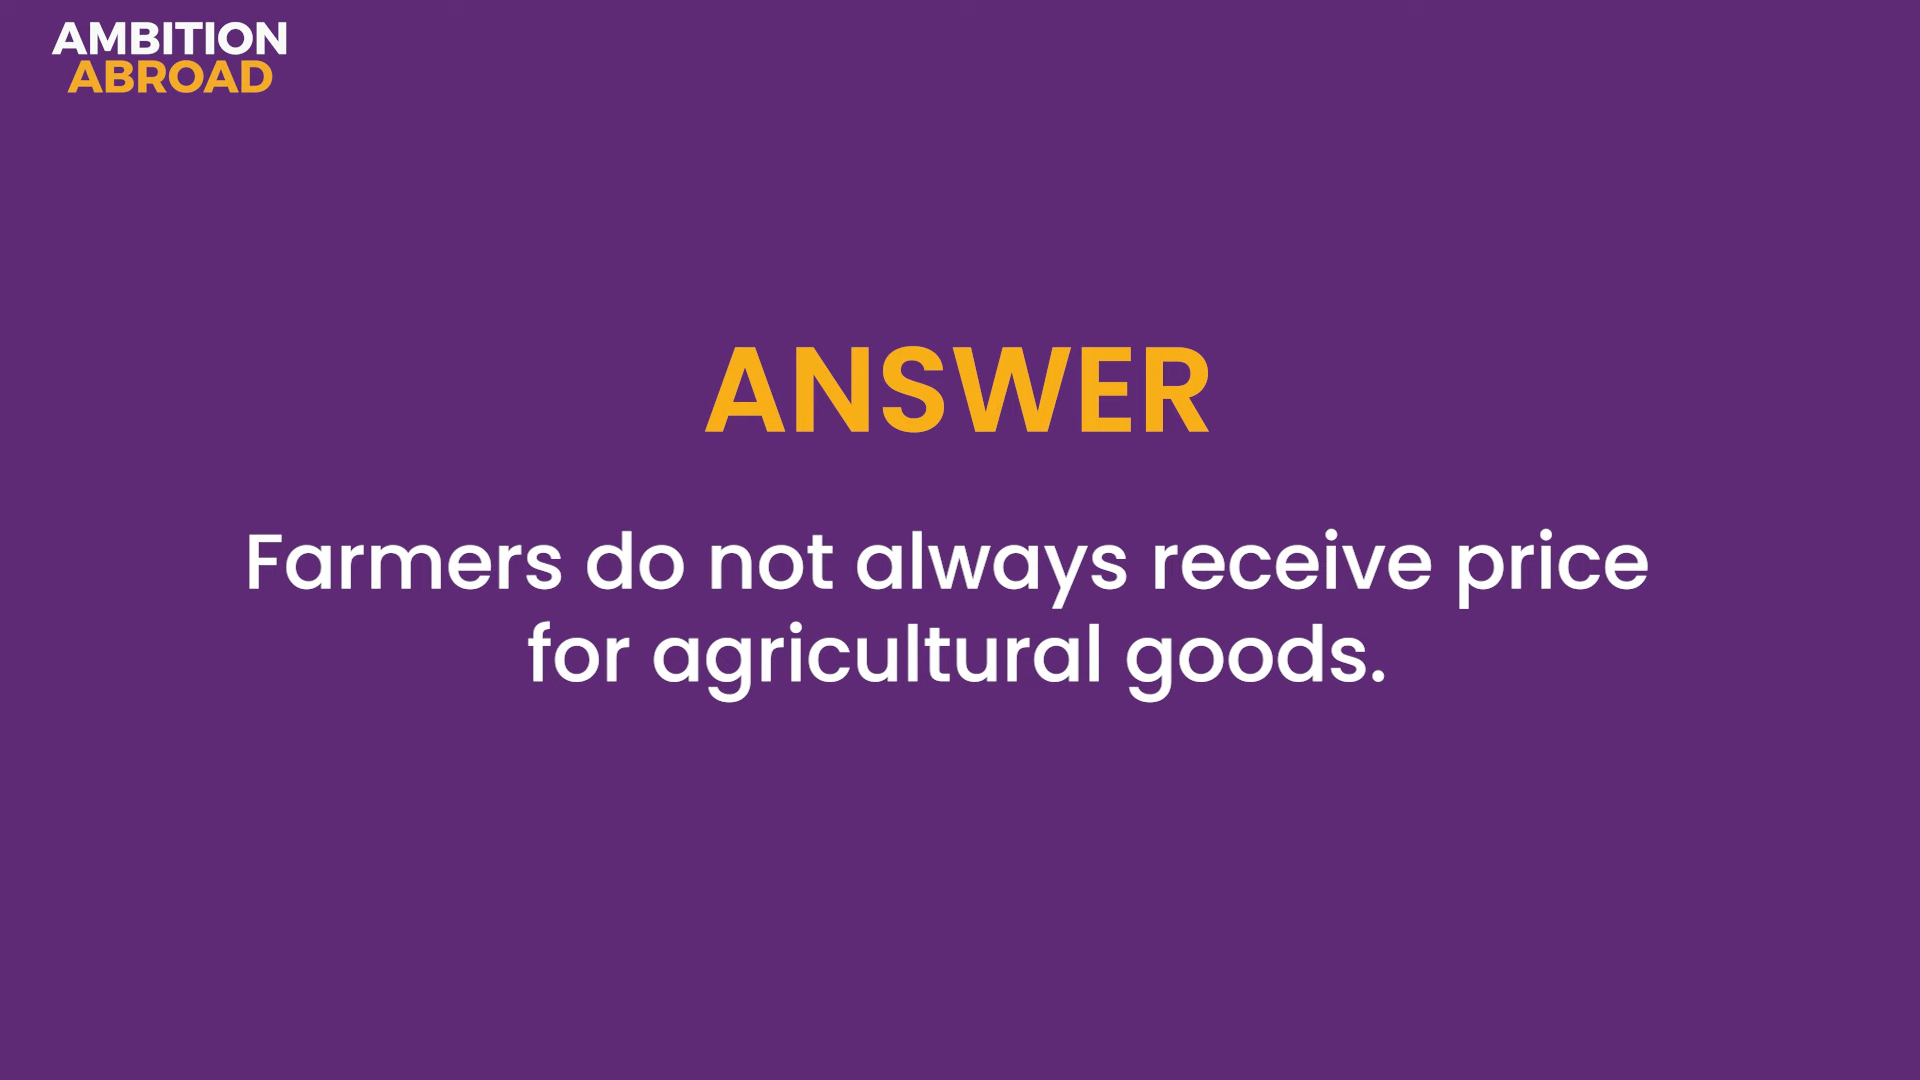 AMBITION
ABROAD
ANSWER
Farmers do not always receive price
for agricultural goods.